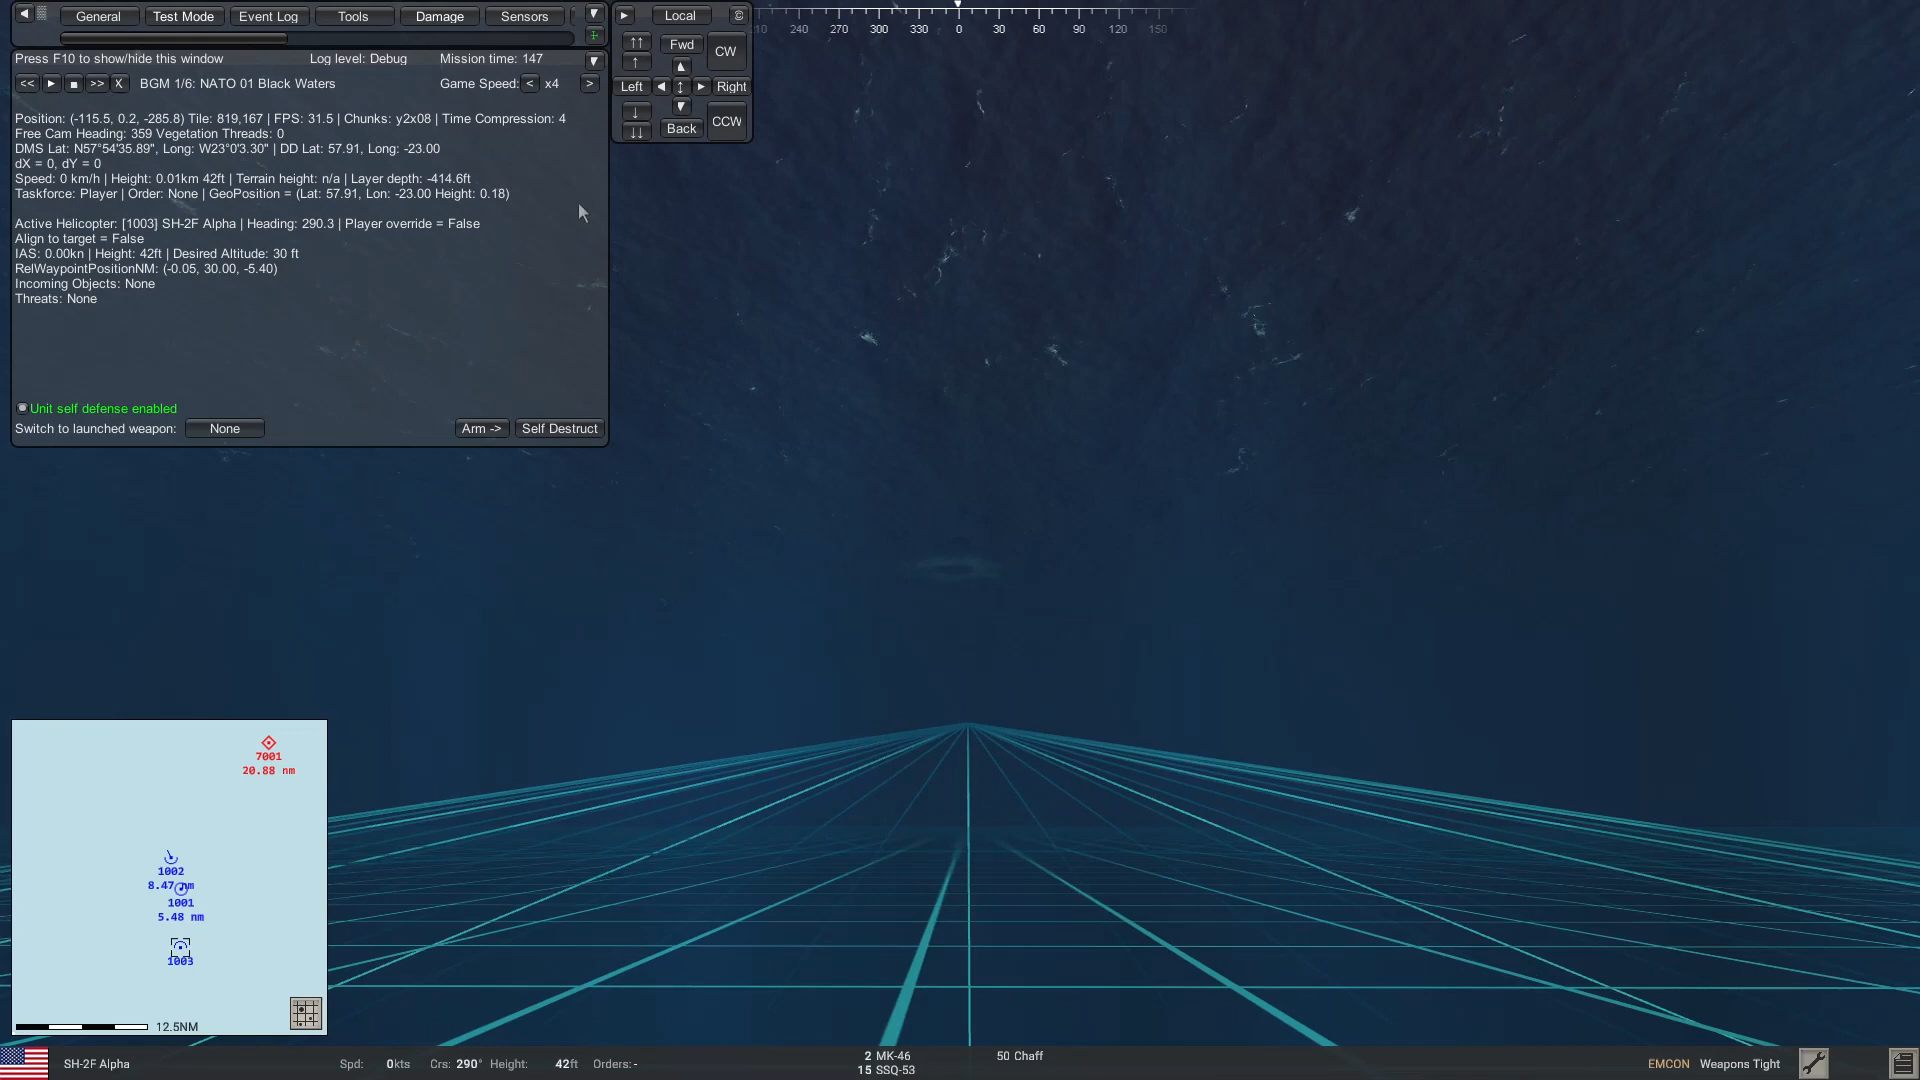 General Test Mode Event Log Tools Damage Sensors
Local ©
Press F10 to show/hide this window Log level: Debug Mission time: 147
<< >> X BGM 1/6: NATO 01 Black Waters Game Speed: < x4 >
Position: (-115.5, 0.2, -285.8) Tile: 819,167 | FPS: 31.5 | Chunks: y2x08 | Time Compression: 4
Free Cam Heading: 359 Vegetation Threads: 0
DMS Lat: N57°54'35.89", Long: W23°0'3.30" | DD Lat: 57.91, Long: -23.00
dX = 0, dY = 0
Speed: 0 km/h | Height: 0.01km 42ft | Terrain height: n/a | Layer depth: -414.6ft
Taskforce: Player | Order: None | GeoPosition = (Lat: 57.91, Lon: -23.00 Height: 0.18)
Active Helicopter: [1003] SH-2F Alpha | Heading: 290.3 | Player override = False
Align to target = False
IAS: 0.00kn | Height: 42ft | Desired Altitude: 30 ft
RelWaypointPositionNM: (-0.05, 30.00, -5.40)
Incoming Objects: None
Threats: None
Unit self defense enabled
Switch to launched weapon: None Arm -> Self Destruct
Fwd CW
Left Right
Back CCW
240 270 300 330 0 30 60 90 120 150
7001
20.88 nm
1002
8.47 nm
1001
5.48 nm
1003
12.5NM
SH-2F Alpha Spd: 0kts Crs: 290° Height: 42ft Orders:-
2 MK-46 50 Chaff
15 SSQ-53
EMCON Weapons Tight